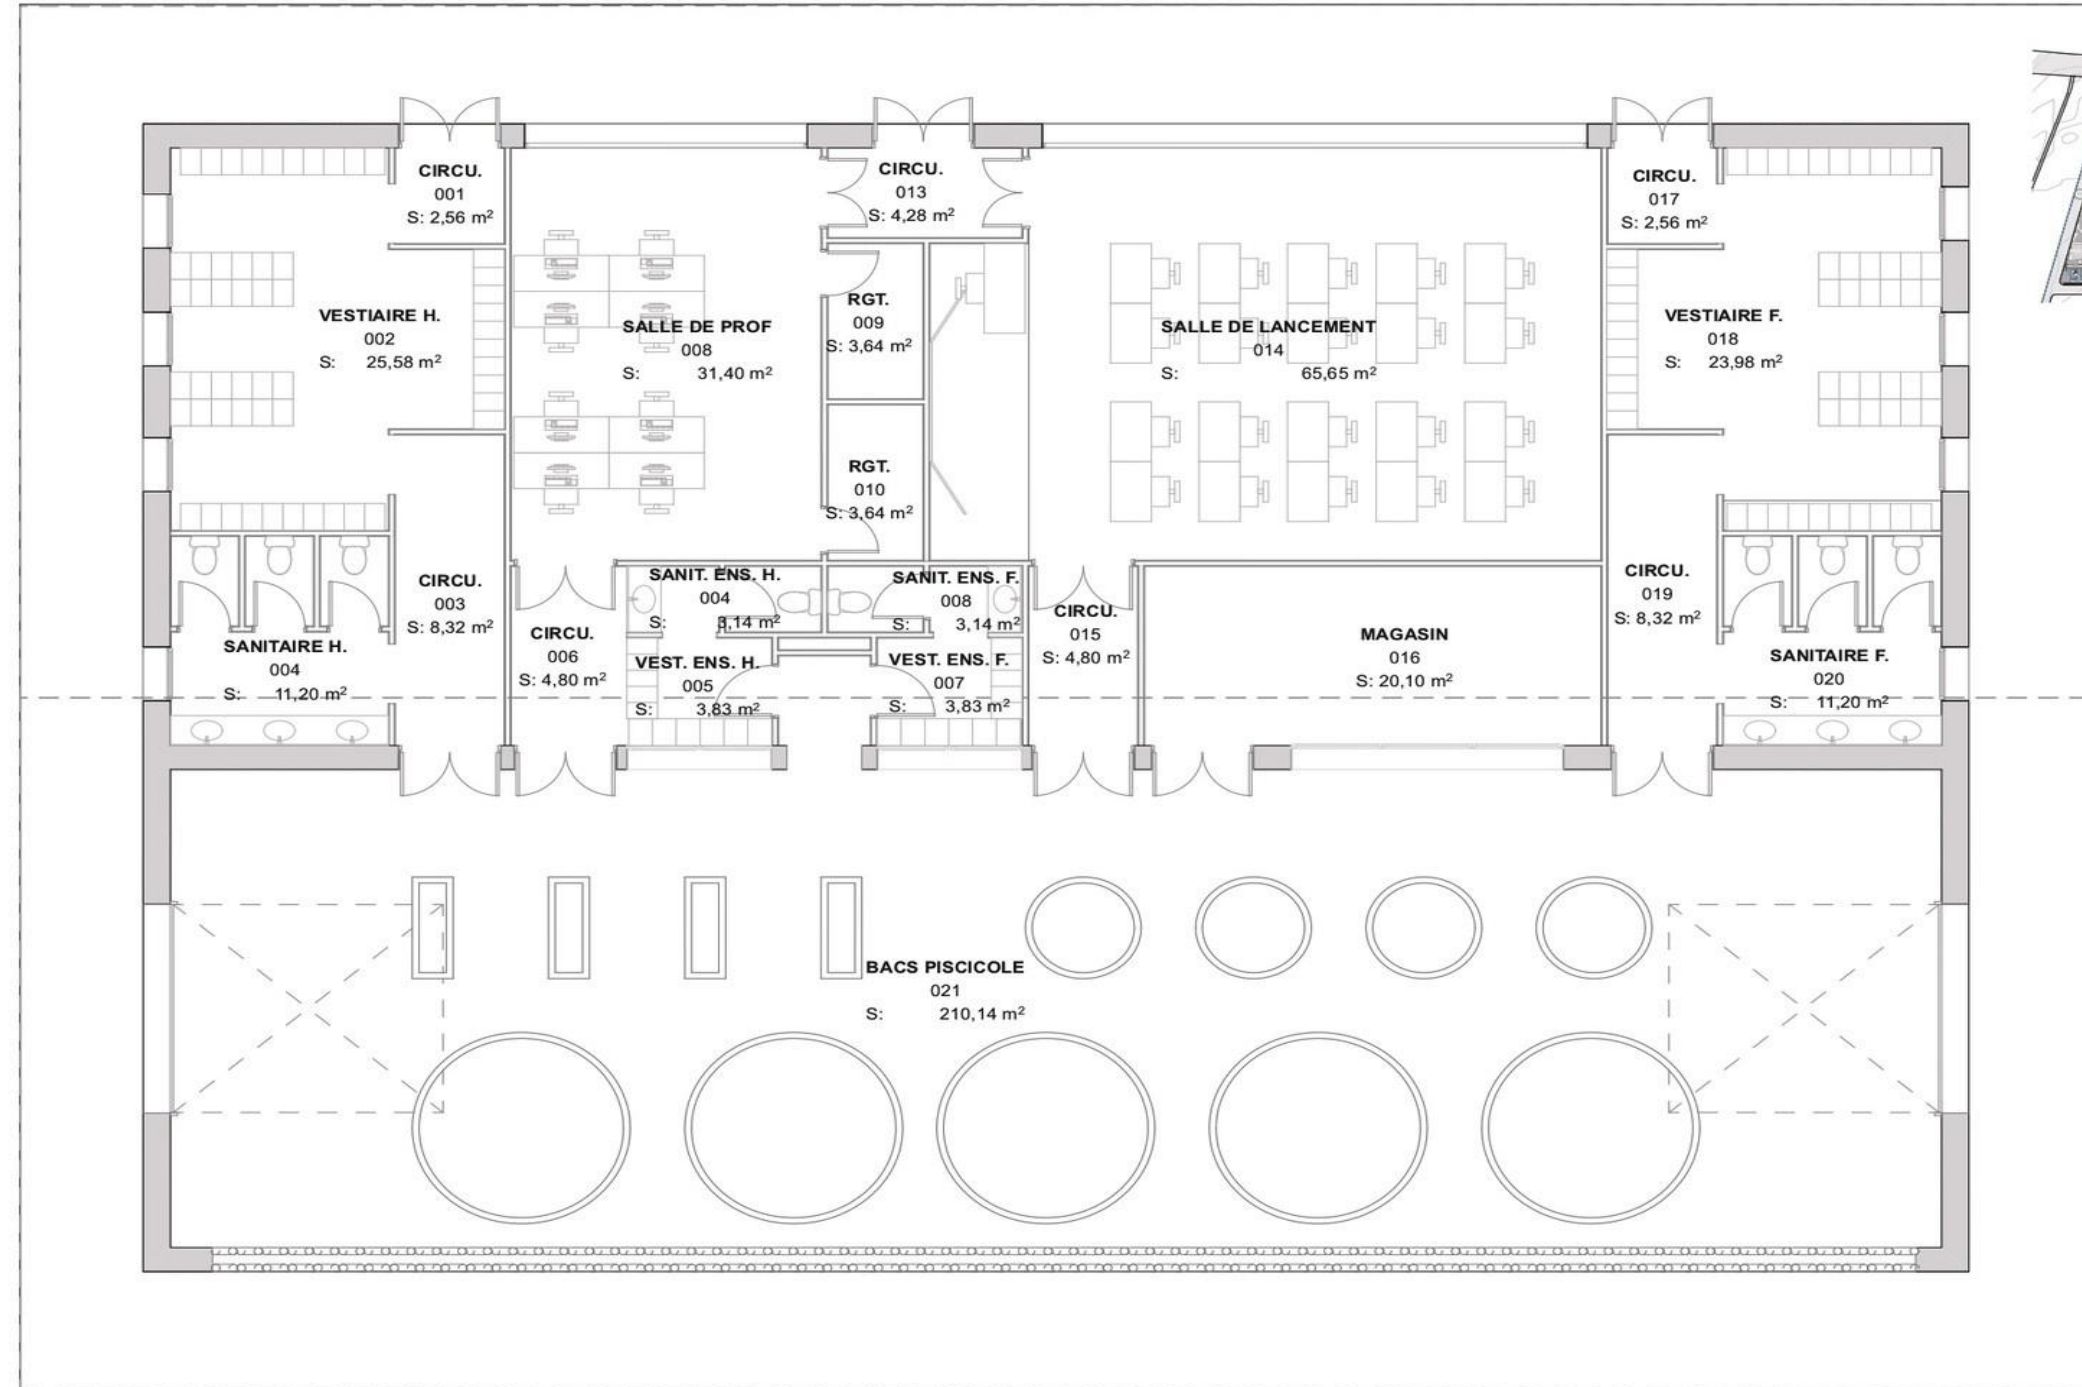 CIRCU.
001
S: 2,56 m²
CIRCU.
013
S: 4,28 m²
CIRCU.
017
S: 2,56 m²
VESTIAIRE H.
002
S: 25,58 m²
SALLE DE PROF
008
S: 31,40 m²
RGT.
009
S: 3,64 m²
SALLE DE LANCEMENT
014
S: 65,65 m²
VESTIAIRE F.
018
S: 23,98 m²
RGT.
010
S: 3,64 m²
CIRCU.
003
S: 8,32 m²
SANITAIRE H.
004
S: 11,20 m²
CIRCU.
006
S: 4,80 m²
SANIT. ENS. H.
004
S: 3,14 m²
VEST. ENS. H.
005
S: 3,83 m²
SANIT. ENS. F.
008
S: 3,14 m²
VEST. ENS. F.
007
S: 3,83 m²
CIRCU.
015
S: 4,80 m²
MAGASIN
016
S: 20,10 m²
CIRCU.
019
S: 8,32 m²
SANITAIRE F.
020
S: 11,20 m²
BACS PISCICOLE
021
S: 210,14 m²